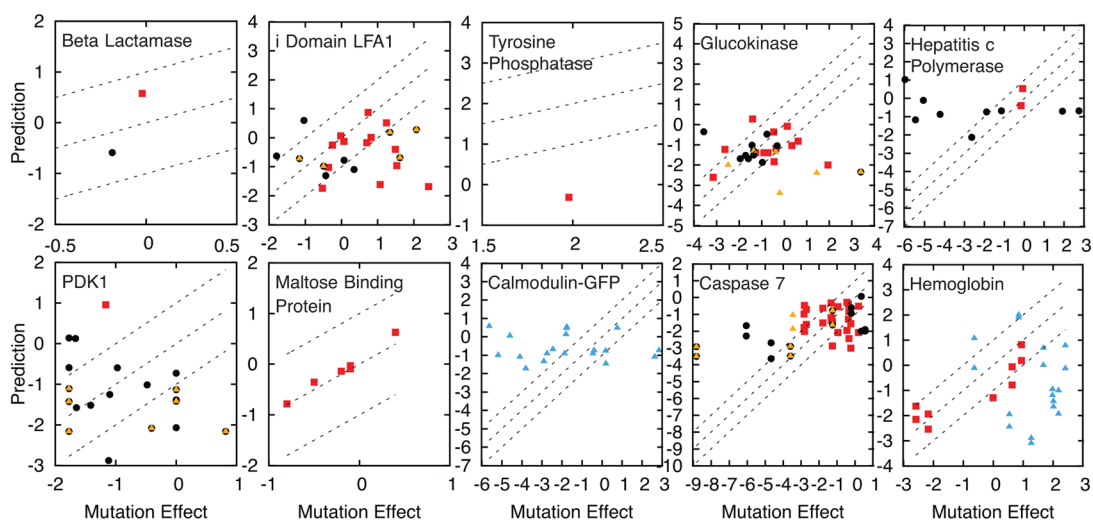 Prediction
Beta Lactamase
2
1
0
-1
-2
-0.5 0 0.5
i Domain LFA1
4
3
2
1
0
-1
-2
-3
-2 -1 0 1 2 3
Tyrosine
Phosphatase
4
3
2
1
0
-1
1.5 2 2.5
Glucokinase
5
4
3
2
1
0
-1
-2
-3
-4
-5
-4 -3 -2 -1 0 1 2 3 4
Hepatitis c
Polymerase
5
4
3
2
1
0
-1
-2
-3
-4
-5
-6
-7
-6 -5 -4 -3 -2 -1 0 1 2 3
Prediction
PDK1
2
1
0
-1
-2
-3
-2 -1 0 1
Mutation Effect
Maltose Binding
Protein
2
1
0
-1
-2
-1 0 1
Mutation Effect
Calmodulin-GFP
5
4
3
2
1
0
-1
-2
-3
-4
-5
-6
-7
-6 -5 -4 -3 -2 -1 0 1 2 3
Mutation Effect
Caspase 7
2
1
0
-1
-2
-3
-4
-5
-6
-7
-8
-9
10
-9 -8 -7 -6 -5 -4 -3 -2 -1 0 1
Mutation Effect
Hemoglobin
4
3
2
1
0
-1
-2
-3
-4
-3 -2 -1 0 1 2 3 4
Mutation Effect